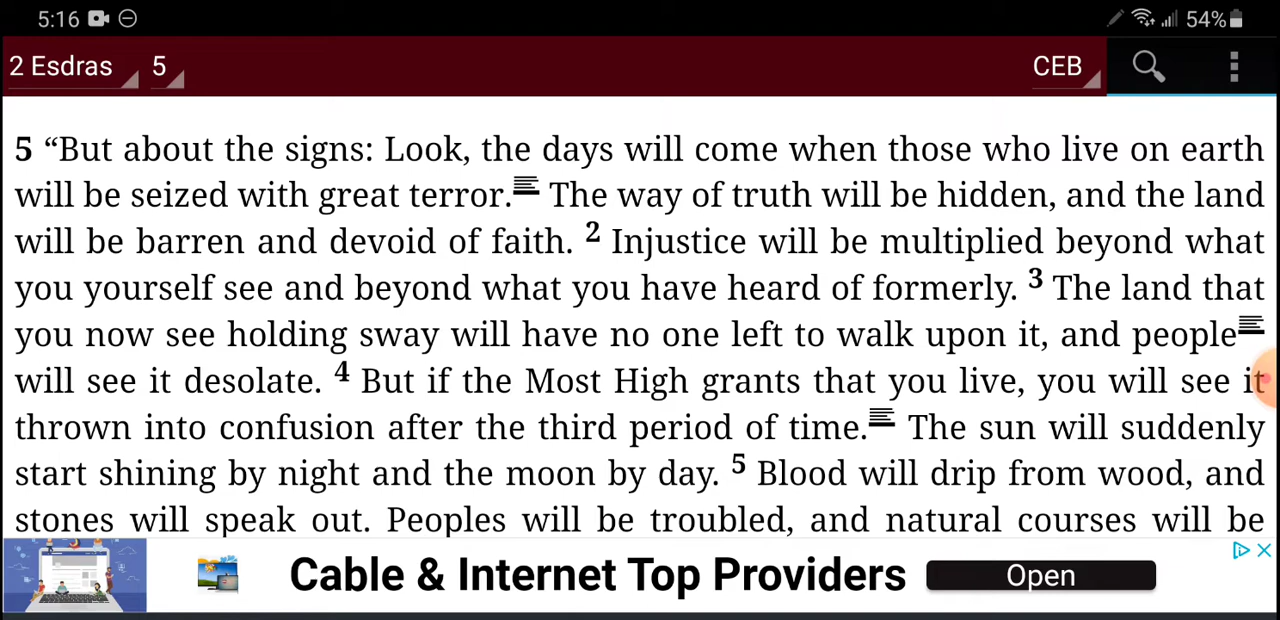 5:16 54%
2 Esdras 5 CEB
5 “But about the signs: Look, the days will come when those who live on earth
will be seized with great terror. The way of truth will be hidden, and the land
will be barren and devoid of faith. 2 Injustice will be multiplied beyond what
you yourself see and beyond what you have heard of formerly. 3 The land that
you now see holding sway will have no one left to walk upon it, and people
will see it desolate. 4 But if the Most High grants that you live, you will see it
thrown into confusion after the third period of time. The sun will suddenly
start shining by night and the moon by day. 5 Blood will drip from wood, and
stones will speak out. Peoples will be troubled, and natural courses will be
Cable & Internet Top Providers Open